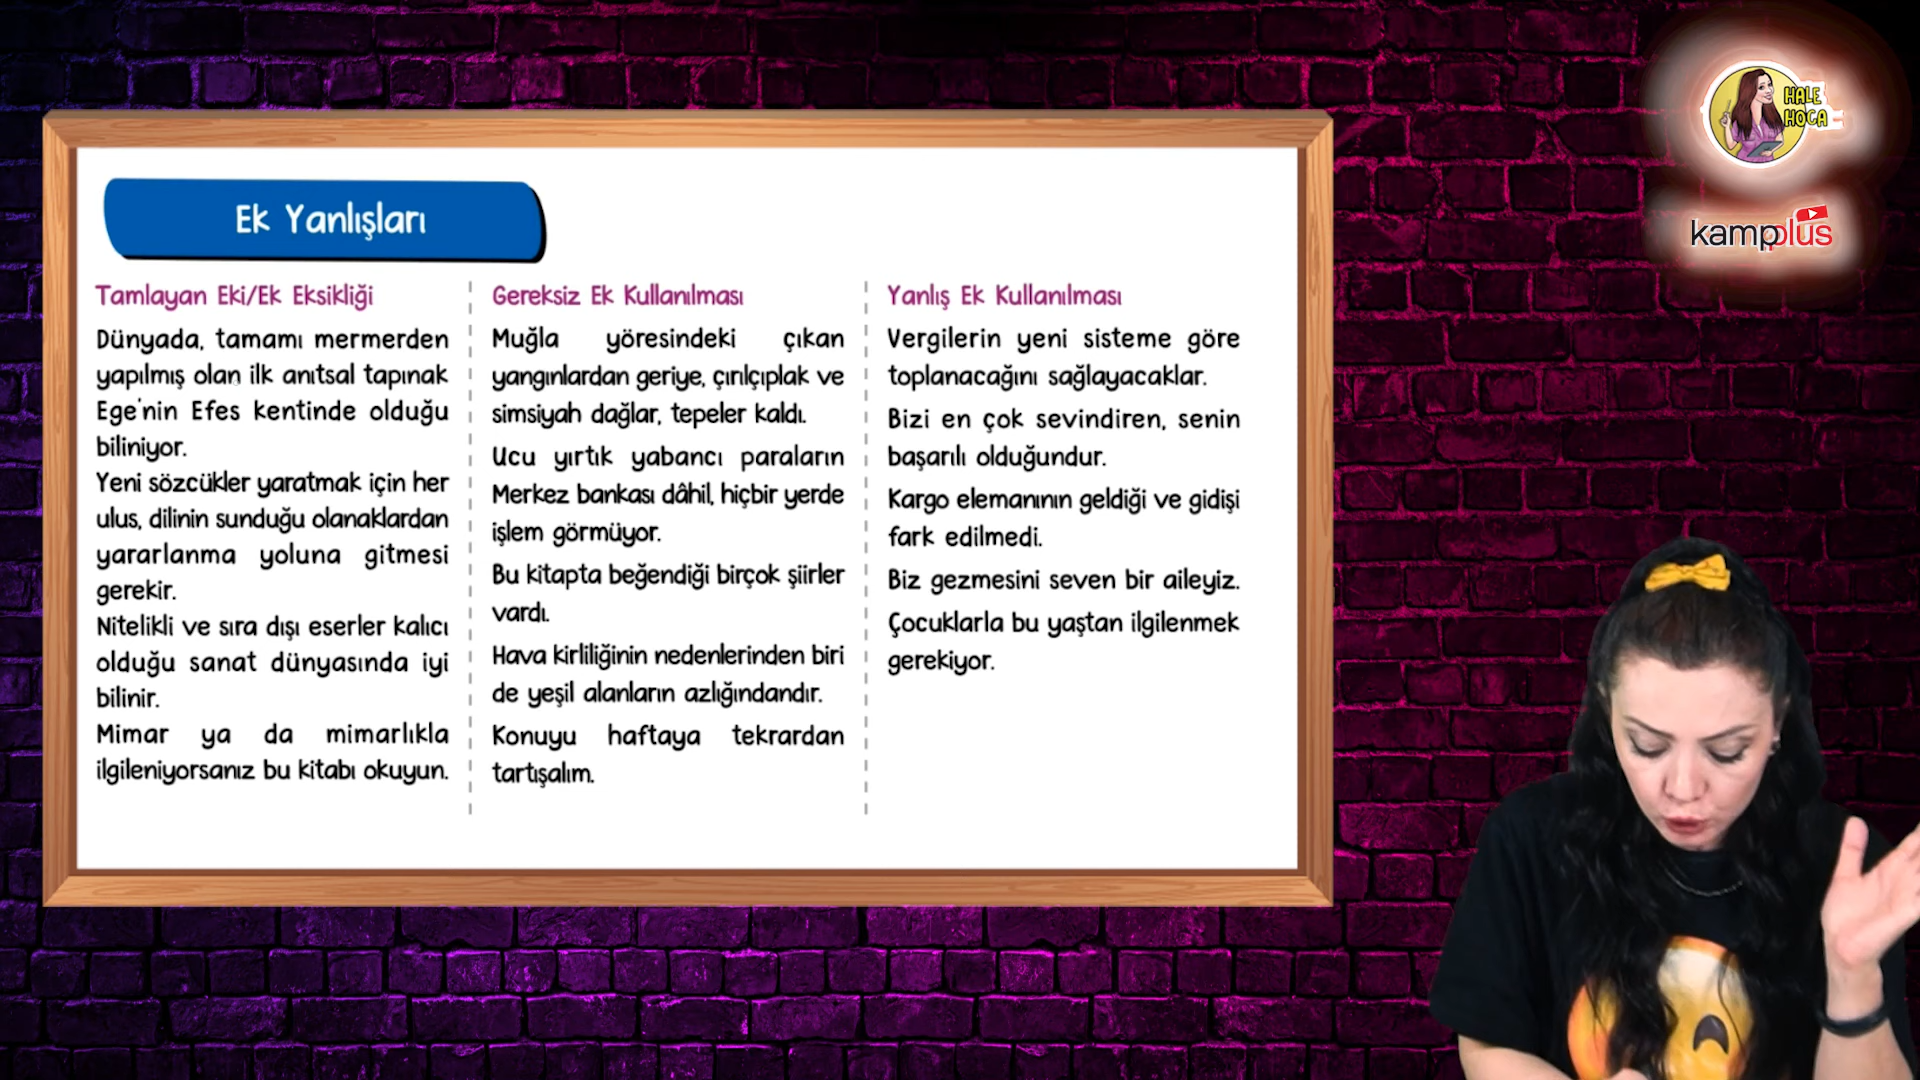 Ek Yanlışları
Tamlayan Eki/Ek Eksikliği
Dünyada, tamamı mermerden
yapılmış olan ilk anıtsal tapınak
Ege'nin Efes kentinde olduğu
biliniyor.
Yeni sözcükler yaratmak için her
ulus, dilinin sunduğu olanaklardan
yararlanma yoluna gitmesi
gerekir.
Nitelikli ve sıra dışı eserler kalıcı
olduğu sanat dünyasında iyi
bilinir.
Mimar ya da mimarlıkla
ilgileniyorsanız bu kitabı okuyun.
Gereksiz Ek Kullanılması
Muğla yöresindeki çıkan
yangınlardan geriye, çırılçıplak ve
simsiyah dağlar, tepeler kaldı.
Ucu yırtık yabancı paraların
Merkez bankası dâhil, hiçbir yerde
işlem görmüyor.
Bu kitapta beğendiği birçok şiirler
vardı.
Hava kirliliğinin nedenlerinden biri
de yeşil alanların azlığındandır.
Konuyu haftaya tekrardan
tartışalım.
Yanlış Ek Kullanılması
Vergilerin yeni sisteme göre
toplanacağını sağlayacaklar.
Bizi en çok sevindiren, senin
başarılı olduğundur.
Kargo elemanının geldiği ve gidişi
fark edilmedi.
Biz gezmesini seven bir aileyiz.
Çocuklarla bu yaştan ilgilenmek
gerekiyor.
HALE
HOCA
kampplus